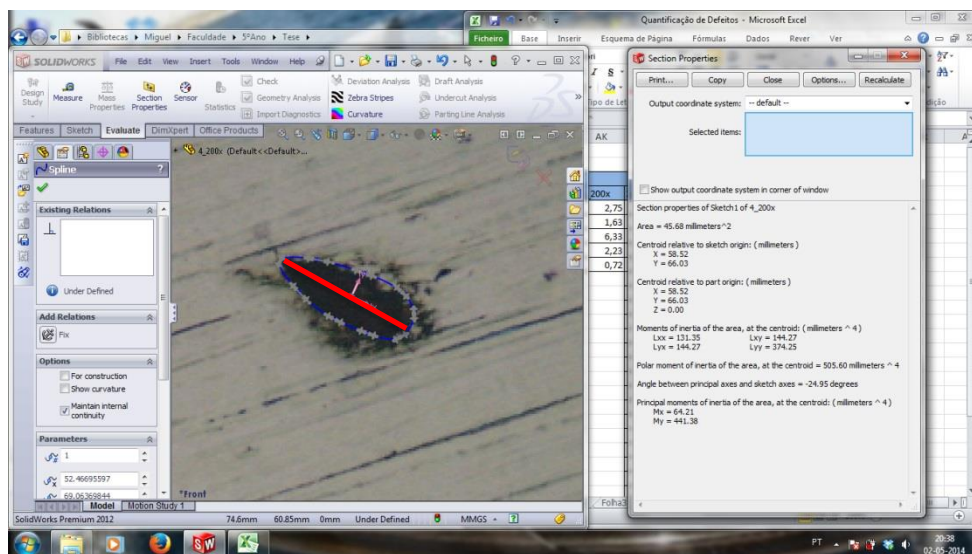 Quantificação de Defeitos - Microsoft Excel
Bibliotecas Miguel Faculdade 5ºAno Tese
Ficheiro Base Inserir Esquema de Página Fórmulas Dados Rever Ver
SOLIDWORKS File Edit View Insert Tools Window Help
Design Study Measure Mass Properties Section Properties Sensor Statistics
Check Deviation Analysis Draft Analysis
Geometry Analysis Zebra Stripes Undercut Analysis
Import Diagnostics Curvature Parting Line Analysis
Features Sketch Evaluate DimXpert Office Products
4_200x (Default<<Default>...
Spline ?
Existing Relations
Under Defined
Add Relations
Fix
Options
For construction
Show curvature
Maintain internal continuity
Parameters
1
52.46695597
69.06369844
*Front
Model Motion Study 1
SolidWorks Premium 2012 74.6mm 60.85mm 0mm Under Defined MMGS
AK
200x
2,75
1,63
6,33
2,23
0,72
Folha3
Section Properties
Print... Copy Close Options... Recalculate
Output coordinate system: -- default --
Selected items:
Show output coordinate system in corner of window
Section properties of Sketch1 of 4_200x
Area = 45.68 millimeters^2
Centroid relative to sketch origin: ( millimeters )
X = 58.52
Y = 66.03
Centroid relative to part origin: ( millimeters )
X = 58.52
Y = 66.03
Z = 0.00
Moments of inertia of the area, at the centroid: ( millimeters ^ 4 )
Lxx = 131.35 Lxy = 144.27
Lyx = 144.27 Lyy = 374.25
Polar moment of inertia of the area, at the centroid = 505.60 millimeters ^ 4
Angle between principal axes and sketch axes = -24.95 degrees
Principal moments of inertia of the area, at the centroid: ( millimeters ^ 4 )
Mx = 64.21
My = 441.38
PT 20:38
02-05-2014